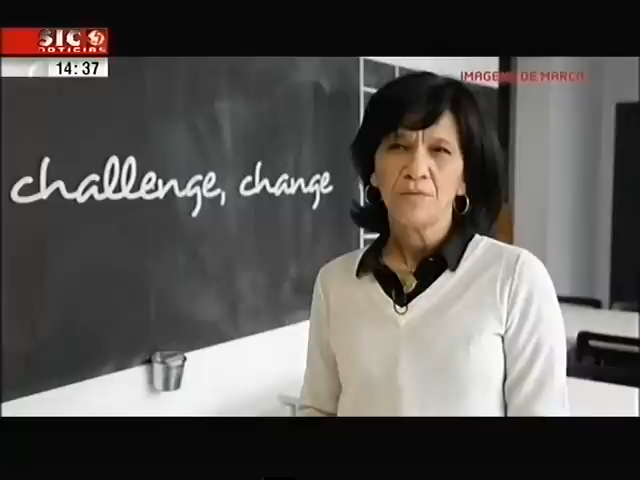 SIC
NOTÍCIAS
14:37
IMAGENS DE MARCA
challenge, change